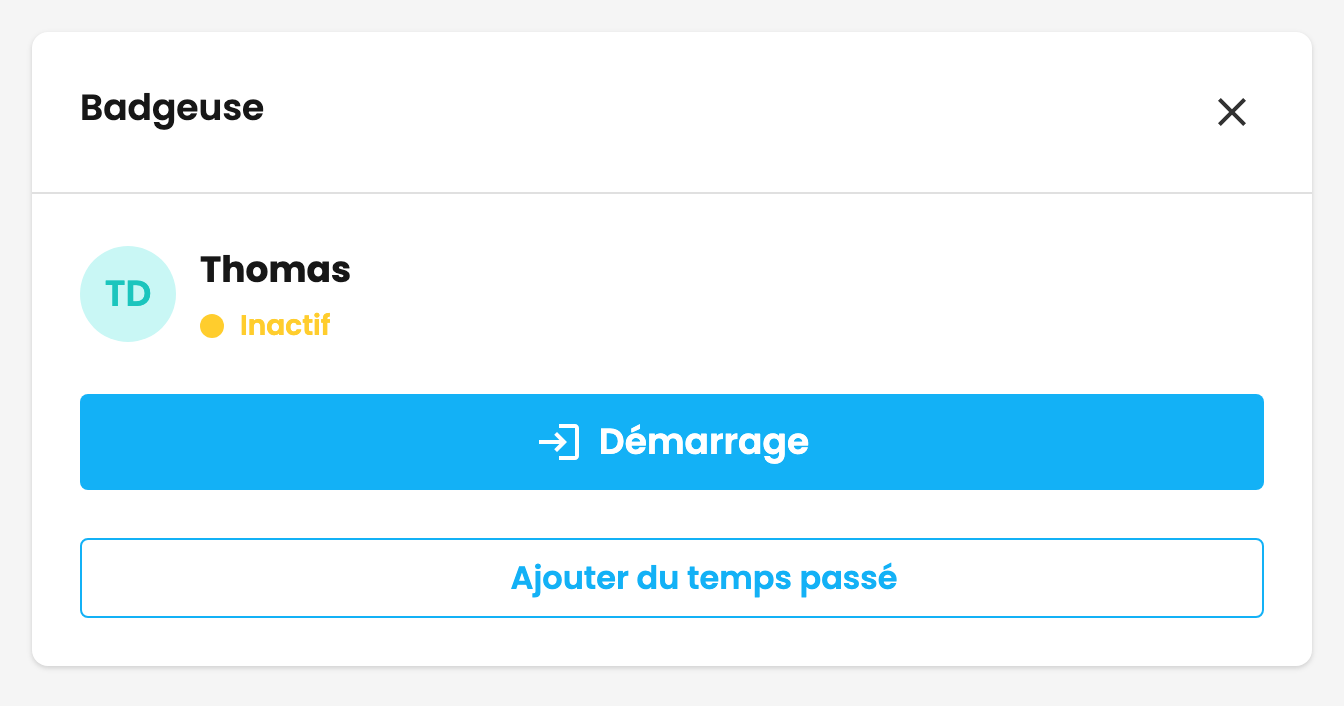 Badgeuse
TD
Thomas
Inactif
Démarrage
Ajouter du temps passé